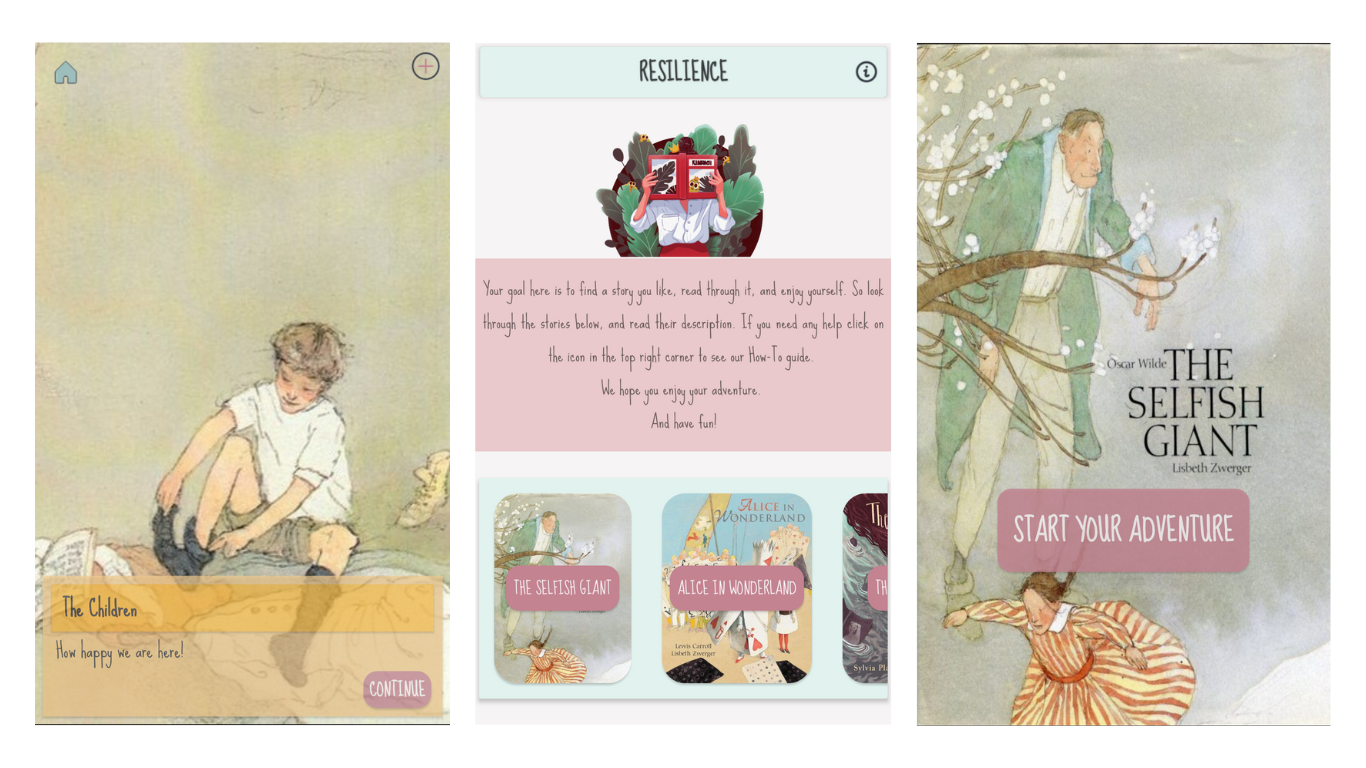 The Children
How happy we are here!
CONTINUE
RESILIENCE
Your goal here is to find a story you like, read through it, and enjoy yourself. So look
through the stories below, and read their description. If you need any help click on
the icon in the top right corner to see our How-To guide.
We hope you enjoy your adventure.
And have fun!
THE SELFISH GIANT
ALICE IN
WONDERLAND
ALICE IN WONDERLAND
Lewis Carroll
Lisbeth Zwerger
Th
TH
Sylvia Pla
Oscar Wilde THE
SELFISH
GIANT
Lisbeth Zwerger
START YOUR ADVENTURE